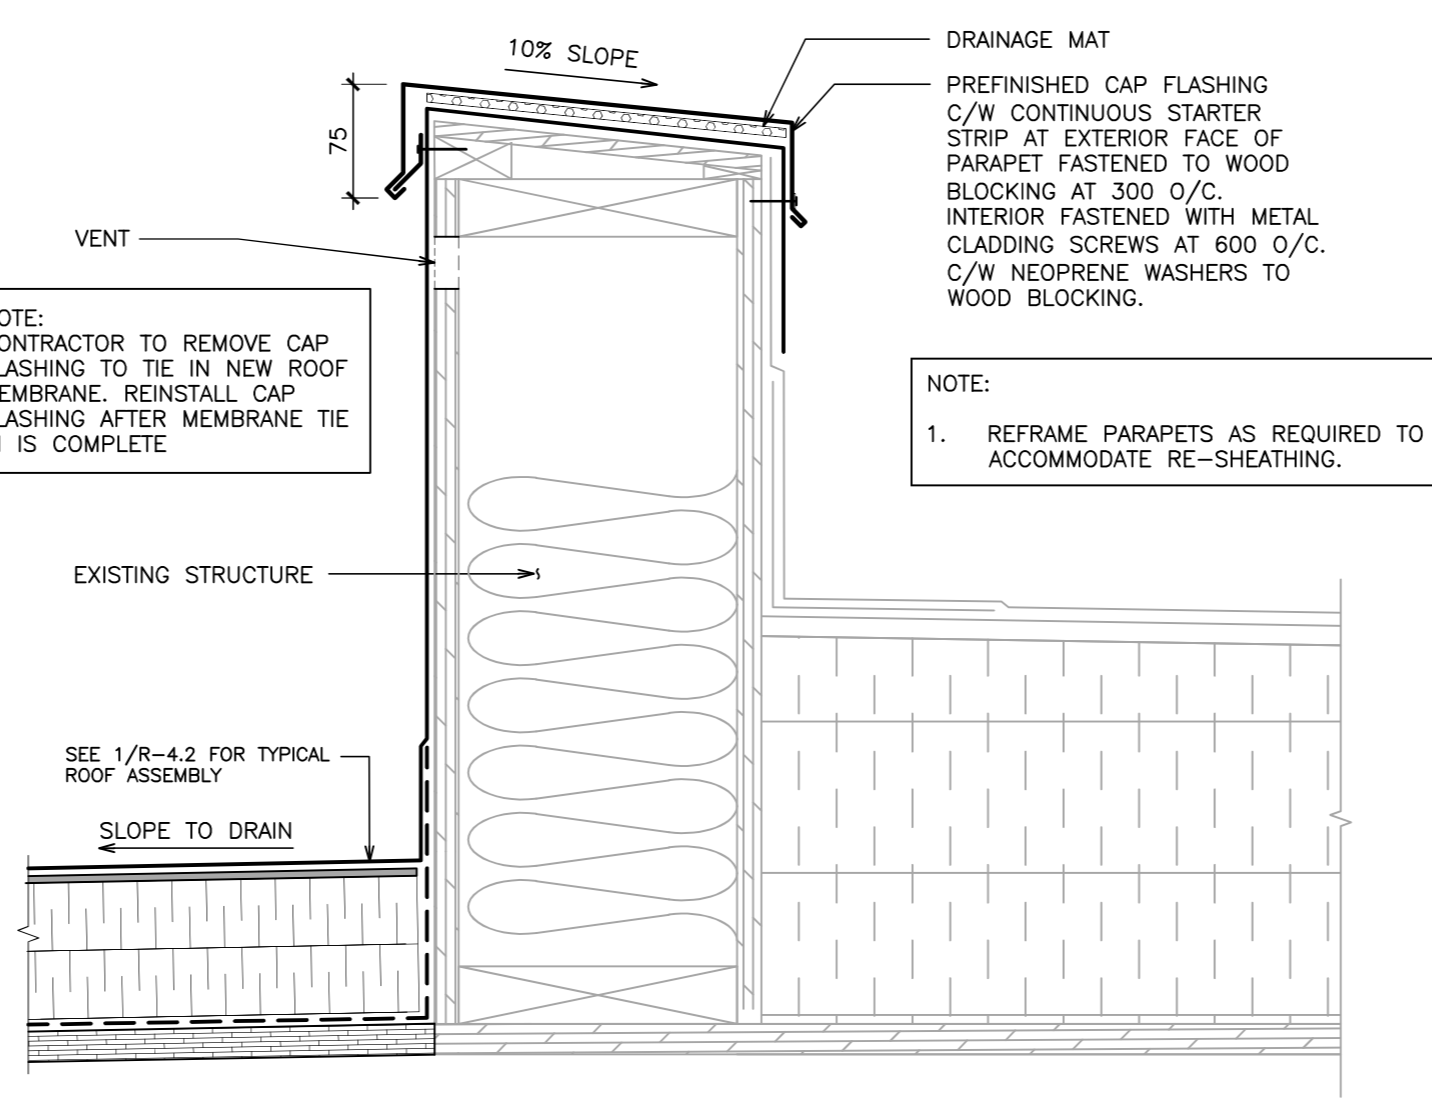 10% SLOPE
75
DRAINAGE MAT
PREFINISHED CAP FLASHING
C/W CONTINUOUS STARTER
STRIP AT EXTERIOR FACE OF
PARAPET FASTENED TO WOOD
BLOCKING AT 300 O/C.
INTERIOR FASTENED WITH METAL
CLADDING SCREWS AT 600 O/C.
C/W NEOPRENE WASHERS TO
WOOD BLOCKING.
VENT
OTE:
ONTRACTOR TO REMOVE CAP
LASHING TO TIE IN NEW ROOF
EMBRANE. REINSTALL CAP
LASHING AFTER MEMBRANE TIE
IS COMPLETE
NOTE:
1. REFRAME PARAPETS AS REQUIRED TO
ACCOMMODATE RE-SHEATHING.
EXISTING STRUCTURE
SEE 1/R-4.2 FOR TYPICAL
ROOF ASSEMBLY
SLOPE TO DRAIN